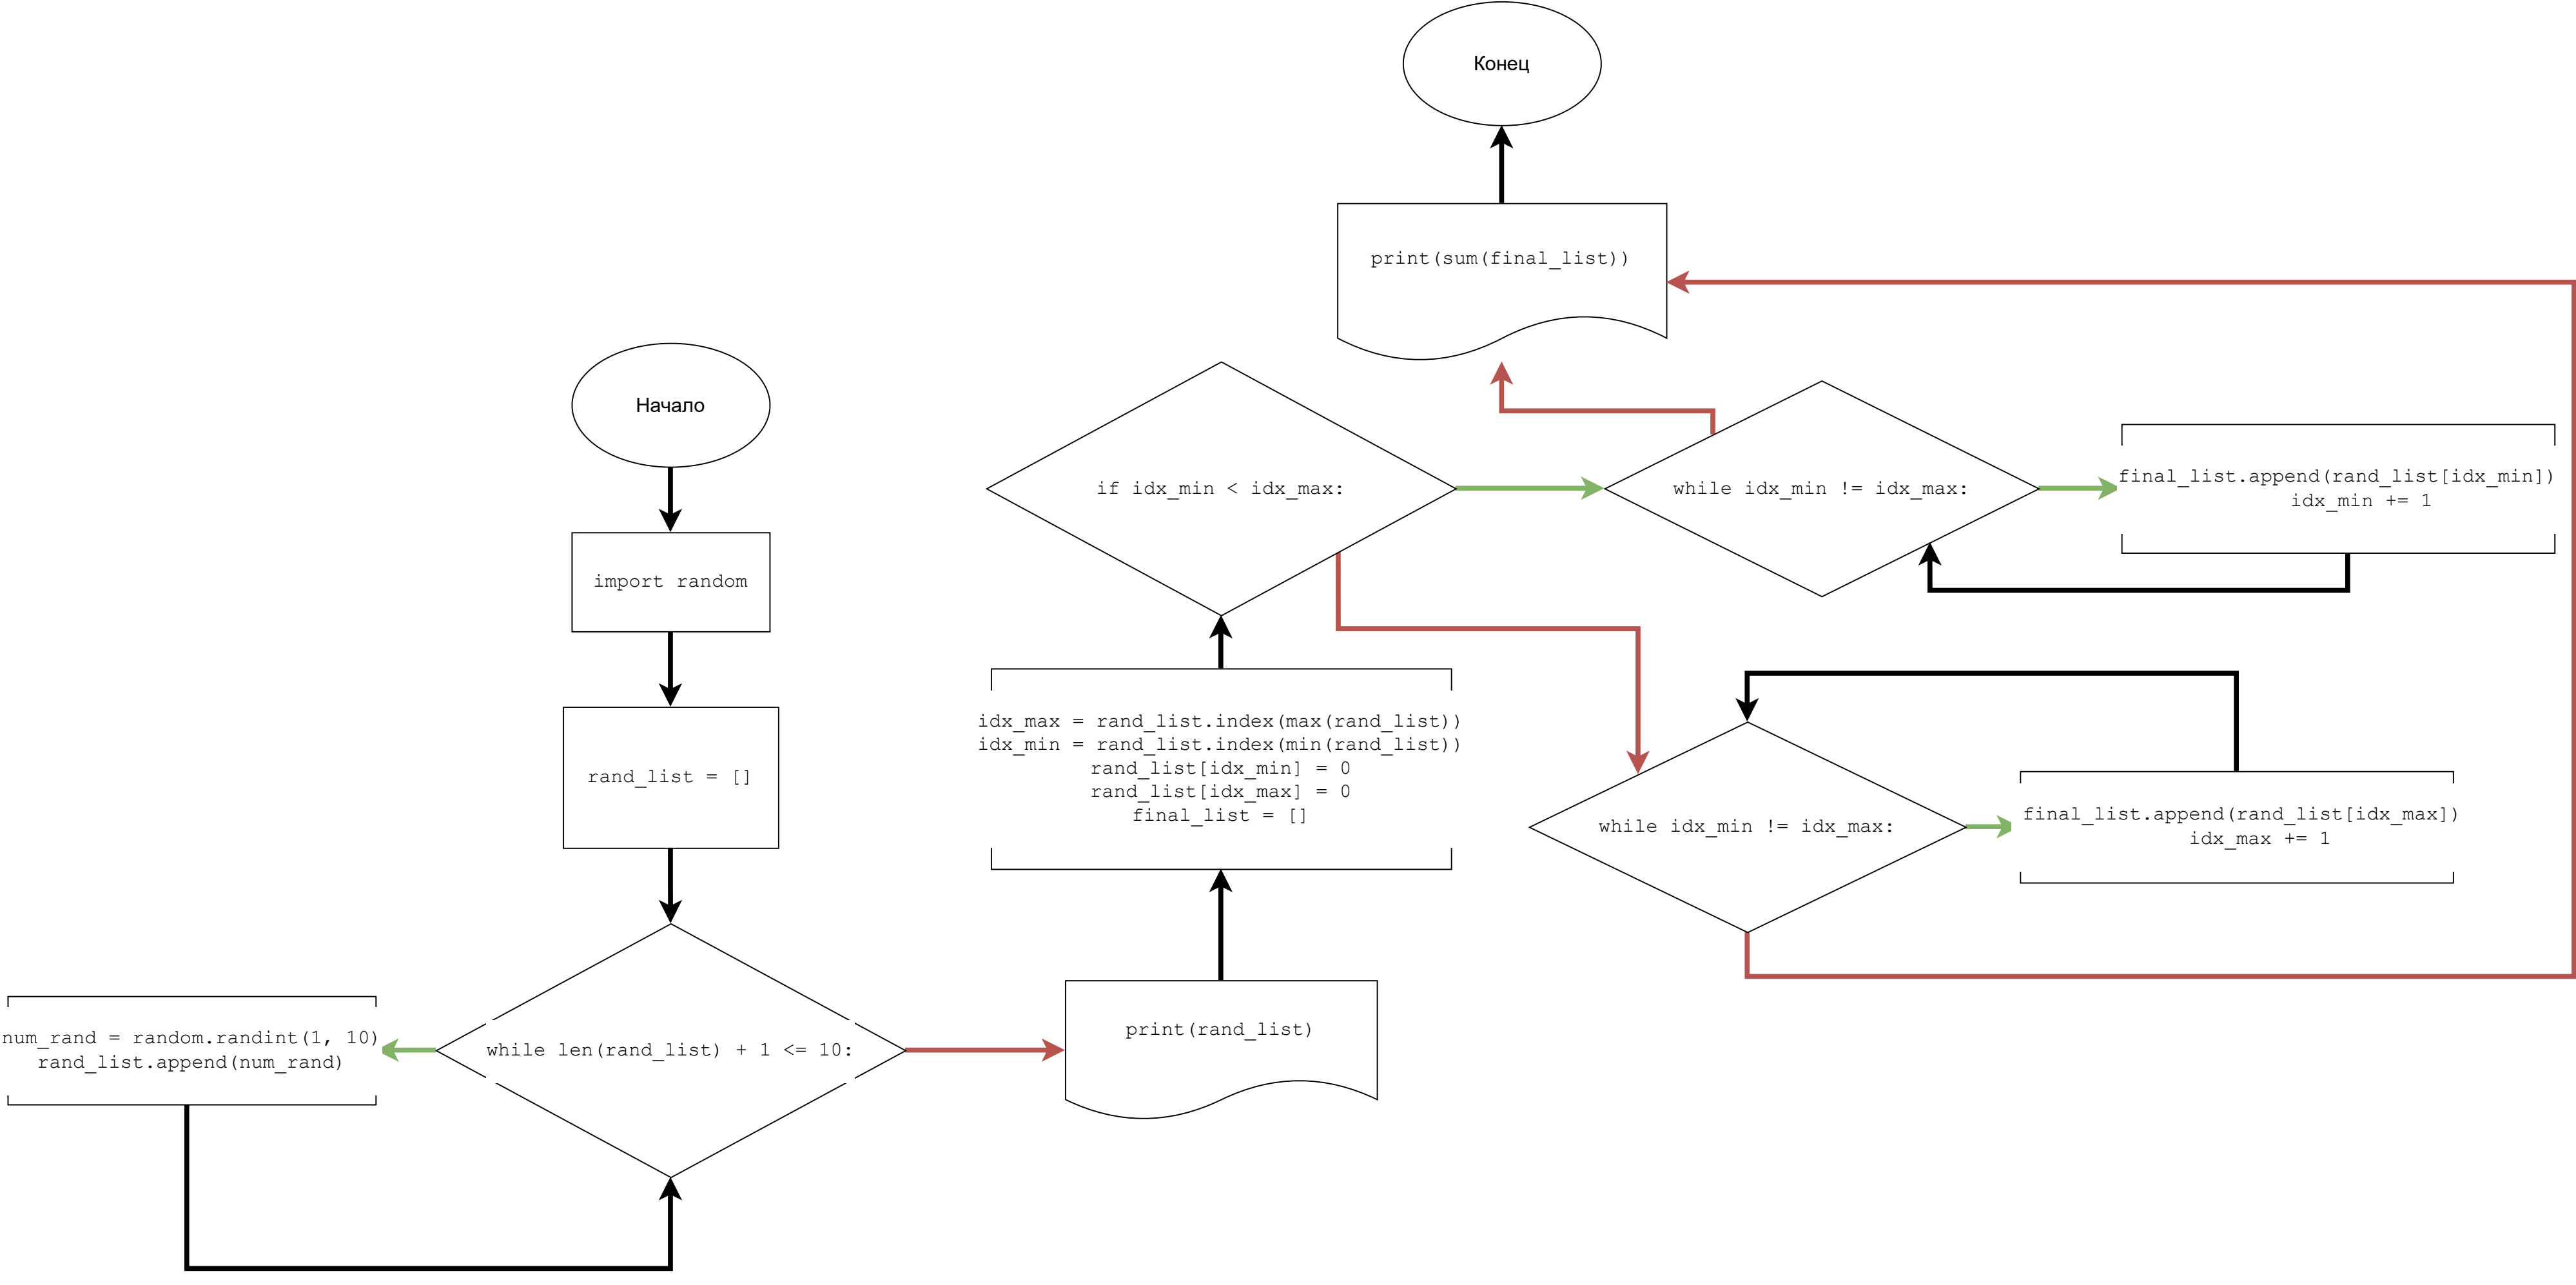 Начало
import random
rand_list = []
while len(rand_list) + 1 <= 10:
num_rand = random.randint(1, 10)
rand_list.append(num_rand)
print(rand_list)
idx_max = rand_list.index(max(rand_list))
idx_min = rand_list.index(min(rand_list))
rand_list[idx_min] = 0
rand_list[idx_max] = 0
final_list = []
if idx_min < idx_max:
while idx_min != idx_max:
final_list.append(rand_list[idx_min])
idx_min += 1
while idx_min != idx_max:
final_list.append(rand_list[idx_max])
idx_max += 1
print(sum(final_list))
Конец